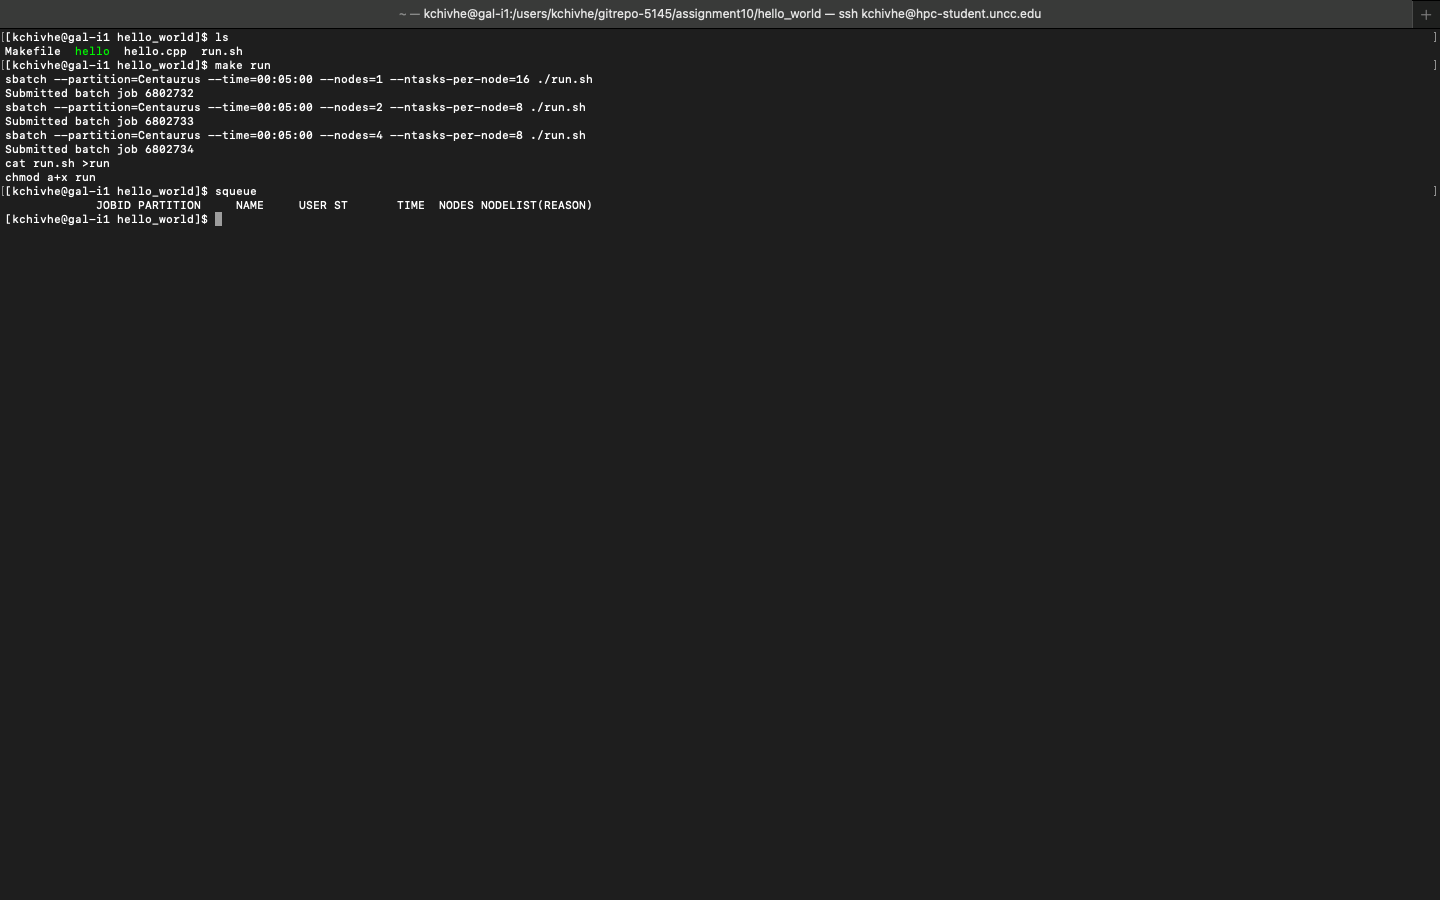 ~ — kchivhe@gal-i1:/users/kchivhe/gitrepo-5145/assignment10/hello_world — ssh kchivhe@hpc-student.uncc.edu +
[[kchivhe@gal-i1 hello_world]$ ls ]
Makefile  hello  hello.cpp  run.sh
[[kchivhe@gal-i1 hello_world]$ make run ]
sbatch --partition=Centaurus --time=00:05:00 --nodes=1 --ntasks-per-node=16 ./run.sh
Submitted batch job 6802732
sbatch --partition=Centaurus --time=00:05:00 --nodes=2 --ntasks-per-node=8 ./run.sh
Submitted batch job 6802733
sbatch --partition=Centaurus --time=00:05:00 --nodes=4 --ntasks-per-node=8 ./run.sh
Submitted batch job 6802734
cat run.sh >run
chmod a+x run
[[kchivhe@gal-i1 hello_world]$ squeue ]
JOBID PARTITION     NAME     USER ST       TIME  NODES NODELIST(REASON)
[kchivhe@gal-i1 hello_world]$